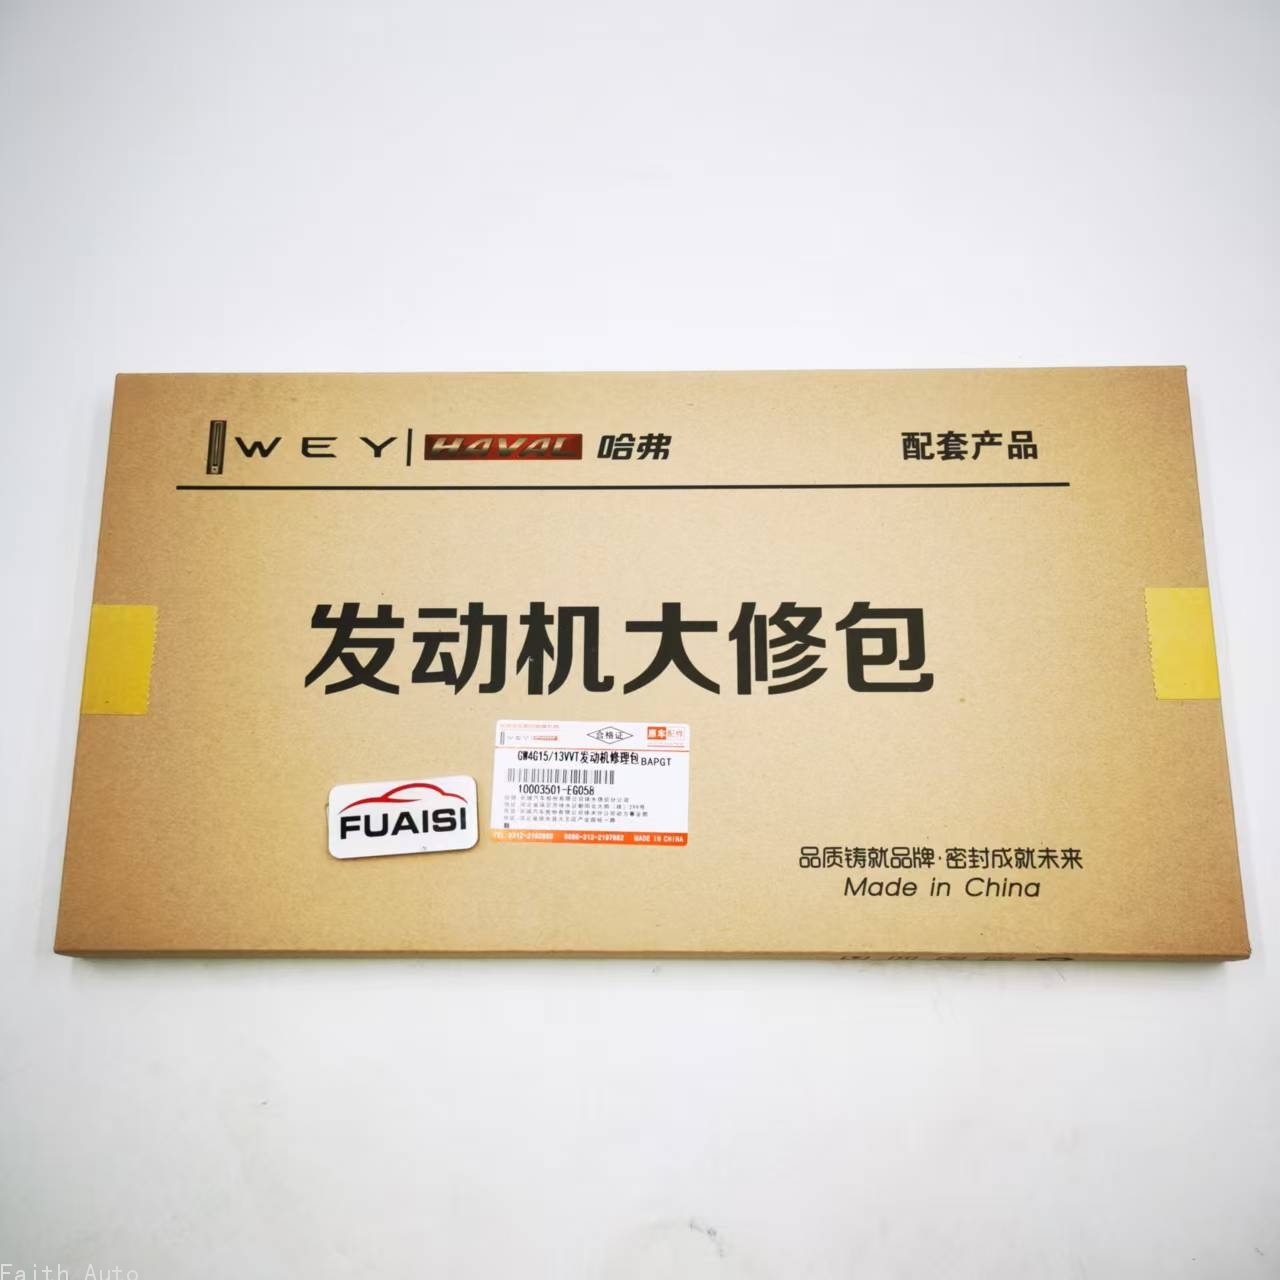 WEY HAVAL 哈弗 配套产品
发动机大修包
WEY
合格证
原车配件
GW4G15/13VVT发动机修理包 BAPGT
10003501-EG058
MADE IN CHINA
FUAISI
品质铸就品牌·密封成就未来
Made in China
Faith Auto